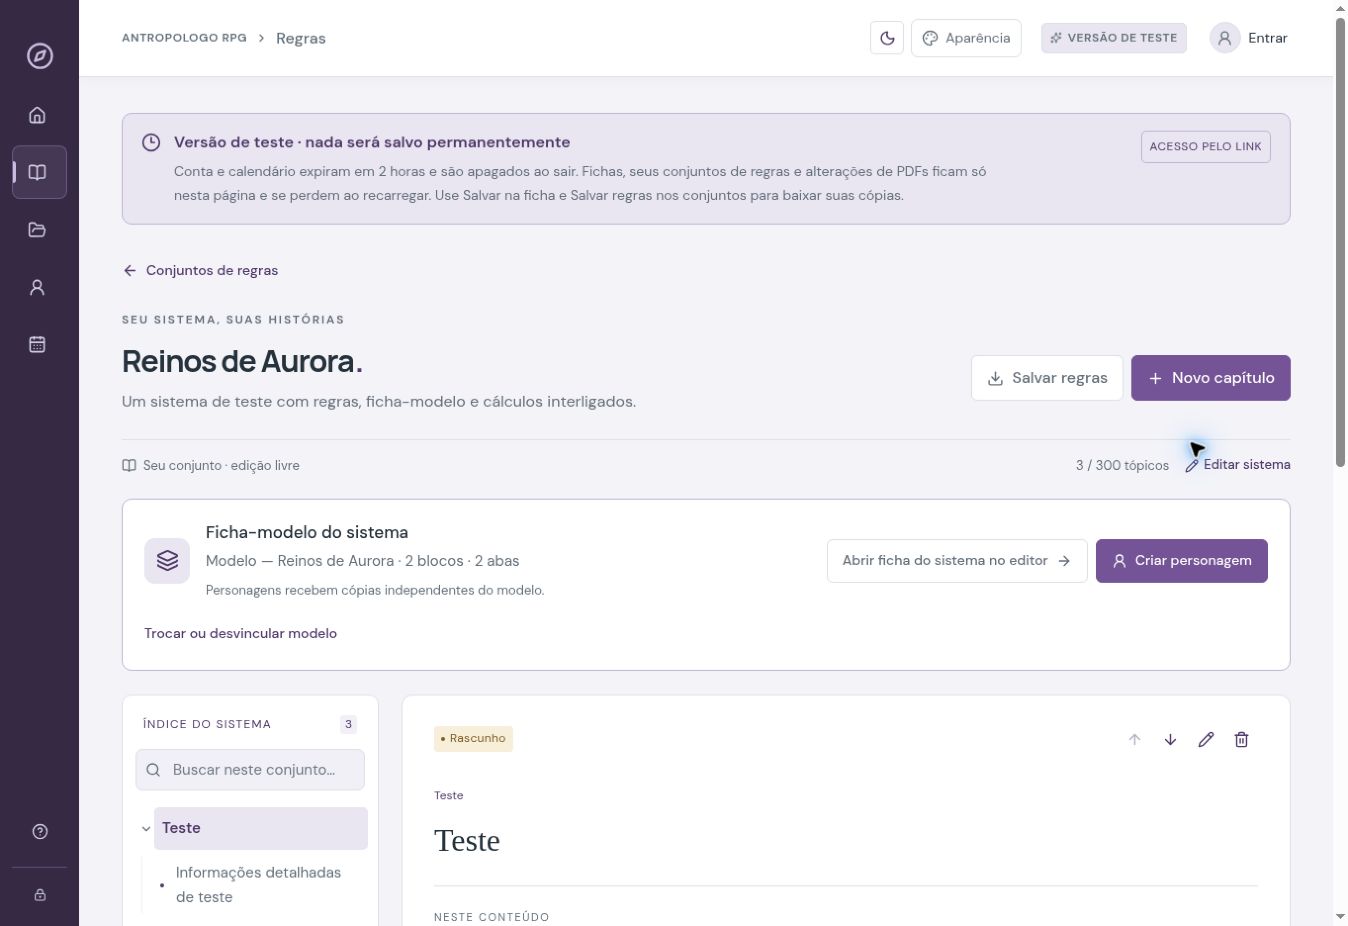 ANTROPOLOGO RPG > Regras
Aparência
VERSÃO DE TESTE
Entrar
Versão de teste · nada será salvo permanentemente
ACESSO PELO LINK
Conta e calendário expiram em 2 horas e são apagados ao sair. Fichas, seus conjuntos de regras e alterações de PDFs ficam só
nesta página e se perdem ao recarregar. Use Salvar na ficha e Salvar regras nos conjuntos para baixar suas cópias.
Conjuntos de regras
SEU SISTEMA, SUAS HISTÓRIAS
Reinos de Aurora.
Um sistema de teste com regras, ficha-modelo e cálculos interligados.
Salvar regras
Novo capítulo
Seu conjunto · edição livre
3 / 300 tópicos
Editar sistema
Ficha-modelo do sistema
Modelo — Reinos de Aurora · 2 blocos · 2 abas
Personagens recebem cópias independentes do modelo.
Abrir ficha do sistema no editor
Criar personagem
Trocar ou desvincular modelo
ÍNDICE DO SISTEMA
3
Buscar neste conjunto...
Teste
Informações detalhadas
de teste
Rascunho
Teste
Teste
NESTE CONTEÚDO